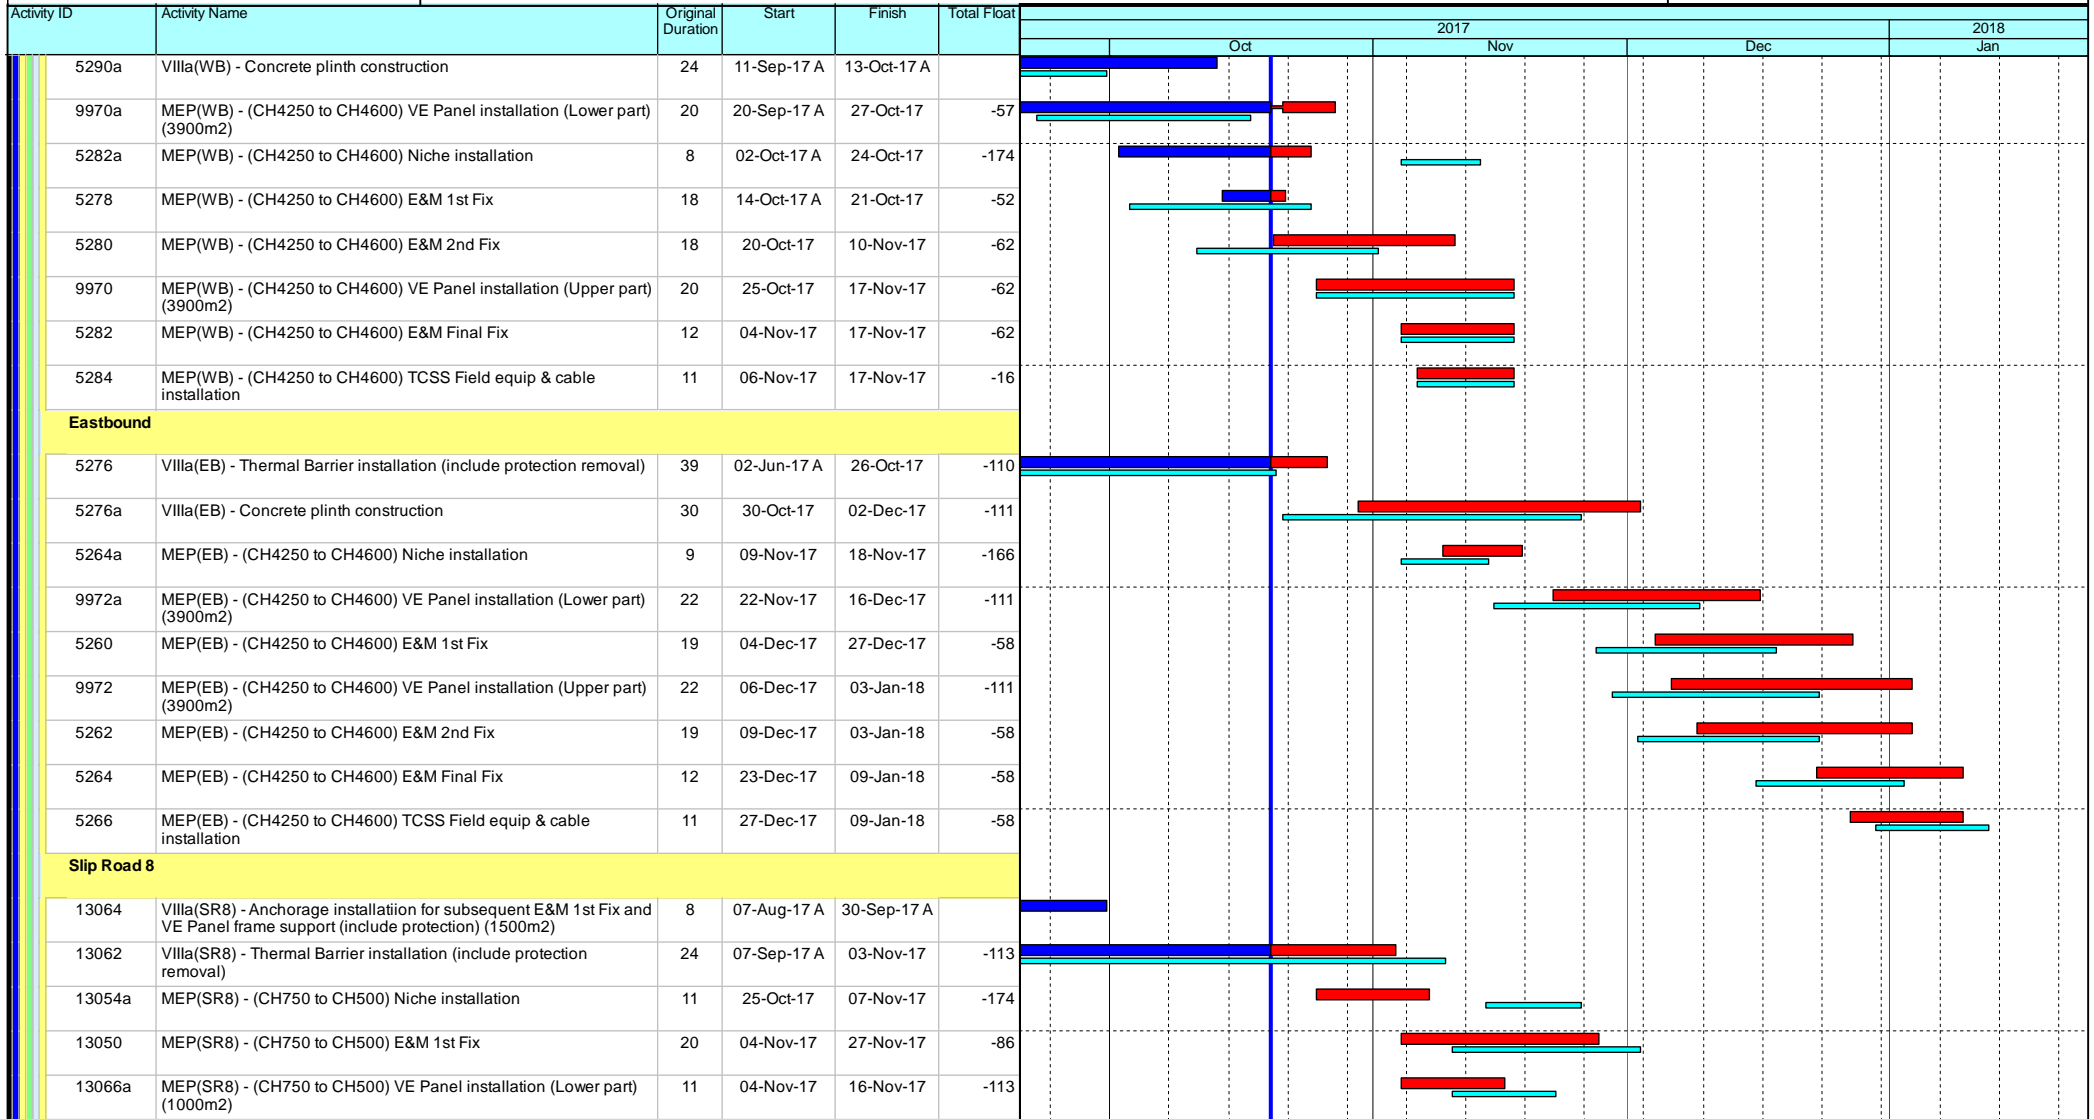 Activity ID Activity Name Original Duration Start Finish Total Float
2017 2018
Oct Nov Dec Jan
5290a VIIIa(WB) - Concrete plinth construction 24 11-Sep-17 A 13-Oct-17 A
9970a MEP(WB) - (CH4250 to CH4600) VE Panel installation (Lower part) 20 20-Sep-17 A 27-Oct-17 -57
(3900m2)
5282a MEP(WB) - (CH4250 to CH4600) Niche installation 8 02-Oct-17 A 24-Oct-17 -174
5278 MEP(WB) - (CH4250 to CH4600) E&M 1st Fix 18 14-Oct-17 A 21-Oct-17 -52
5280 MEP(WB) - (CH4250 to CH4600) E&M 2nd Fix 18 20-Oct-17 10-Nov-17 -62
9970 MEP(WB) - (CH4250 to CH4600) VE Panel installation (Upper part) 20 25-Oct-17 17-Nov-17 -62
(3900m2)
5282 MEP(WB) - (CH4250 to CH4600) E&M Final Fix 12 04-Nov-17 17-Nov-17 -62
5284 MEP(WB) - (CH4250 to CH4600) TCSS Field equip & cable 11 06-Nov-17 17-Nov-17 -16
installation
Eastbound
5276 VIIIa(EB) - Thermal Barrier installation (include protection removal) 39 02-Jun-17 A 26-Oct-17 -110
5276a VIIIa(EB) - Concrete plinth construction 30 30-Oct-17 02-Dec-17 -111
5264a MEP(EB) - (CH4250 to CH4600) Niche installation 9 09-Nov-17 18-Nov-17 -166
9972a MEP(EB) - (CH4250 to CH4600) VE Panel installation (Lower part) 22 22-Nov-17 16-Dec-17 -111
(3900m2)
5260 MEP(EB) - (CH4250 to CH4600) E&M 1st Fix 19 04-Dec-17 27-Dec-17 -58
9972 MEP(EB) - (CH4250 to CH4600) VE Panel installation (Upper part) 22 06-Dec-17 03-Jan-18 -111
(3900m2)
5262 MEP(EB) - (CH4250 to CH4600) E&M 2nd Fix 19 09-Dec-17 03-Jan-18 -58
5264 MEP(EB) - (CH4250 to CH4600) E&M Final Fix 12 23-Dec-17 09-Jan-18 -58
5266 MEP(EB) - (CH4250 to CH4600) TCSS Field equip & cable 11 27-Dec-17 09-Jan-18 -58
installation
Slip Road 8
13064 VIIIa(SR8) - Anchorage installatiion for subsequent E&M 1st Fix and 8 07-Aug-17 A 30-Sep-17 A
VE Panel frame support (include protection) (1500m2)
13062 VIIIa(SR8) - Thermal Barrier installation (include protection 24 07-Sep-17 A 03-Nov-17 -113
removal)
13054a MEP(SR8) - (CH750 to CH500) Niche installation 11 25-Oct-17 07-Nov-17 -174
13050 MEP(SR8) - (CH750 to CH500) E&M 1st Fix 20 04-Nov-17 27-Nov-17 -86
13066a MEP(SR8) - (CH750 to CH500) VE Panel installation (Lower part) 11 04-Nov-17 16-Nov-17 -113
(1000m2)